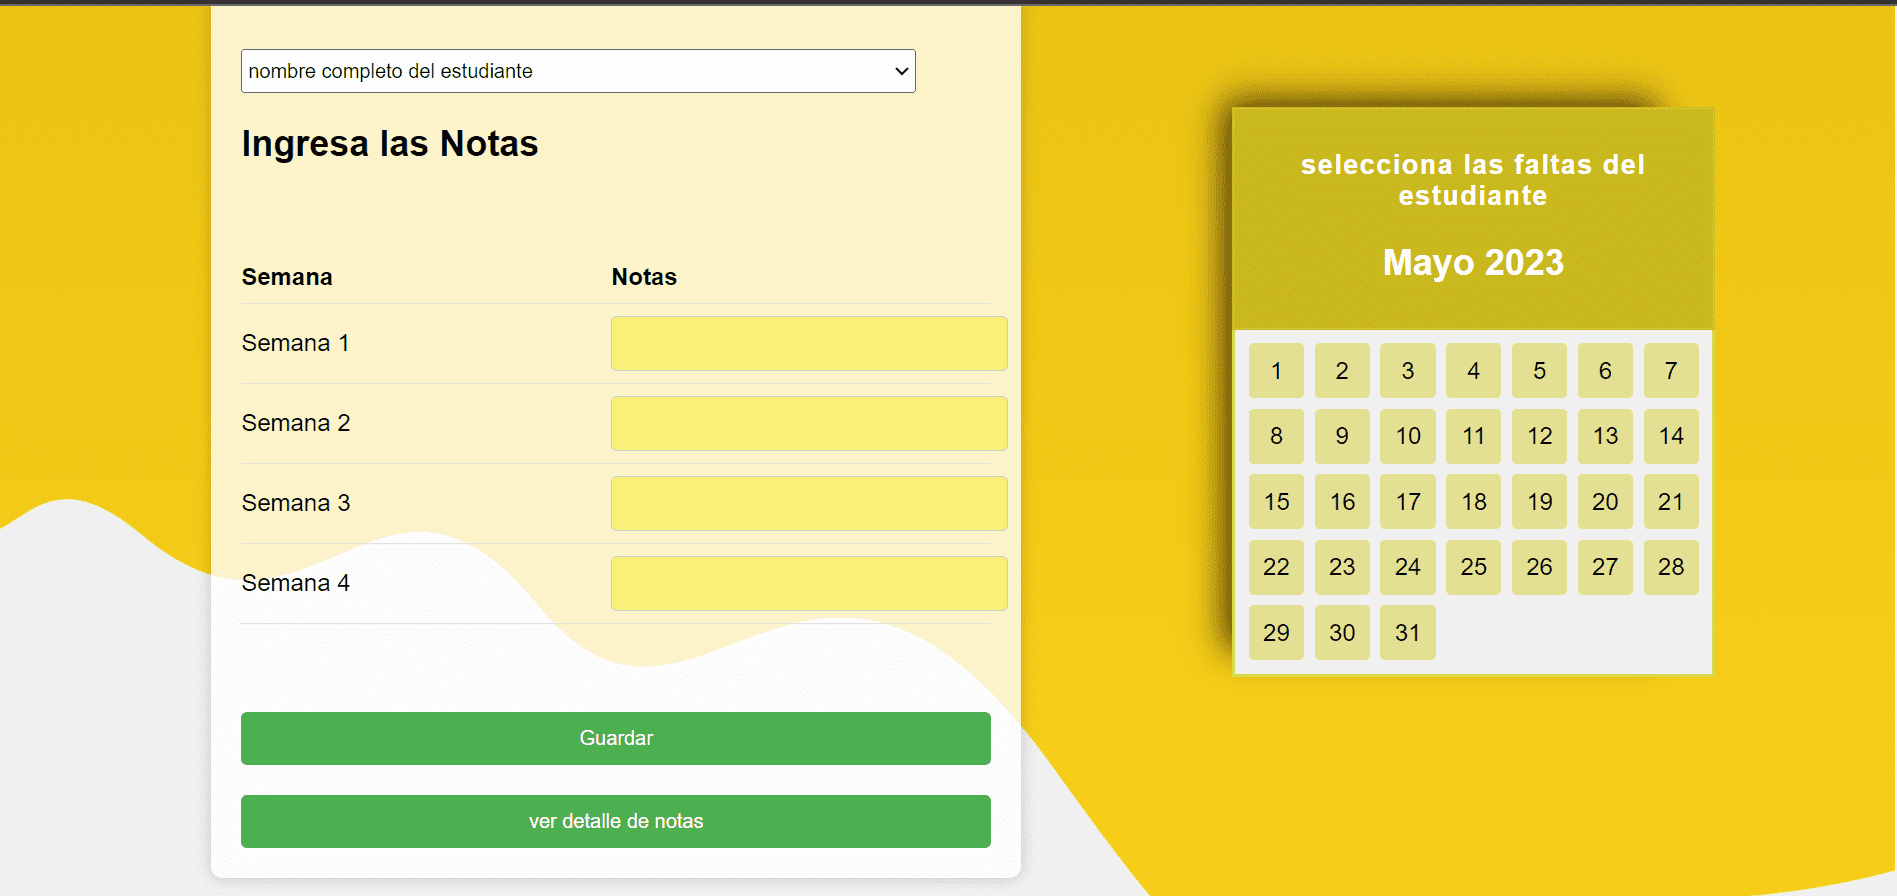 nombre completo del estudiante
Ingresa las Notas
Semana Notas
Semana 1
Semana 2
Semana 3
Semana 4
Guardar
ver detalle de notas
selecciona las faltas del
estudiante
Mayo 2023
1 2 3 4 5 6 7
8 9 10 11 12 13 14
15 16 17 18 19 20 21
22 23 24 25 26 27 28
29 30 31